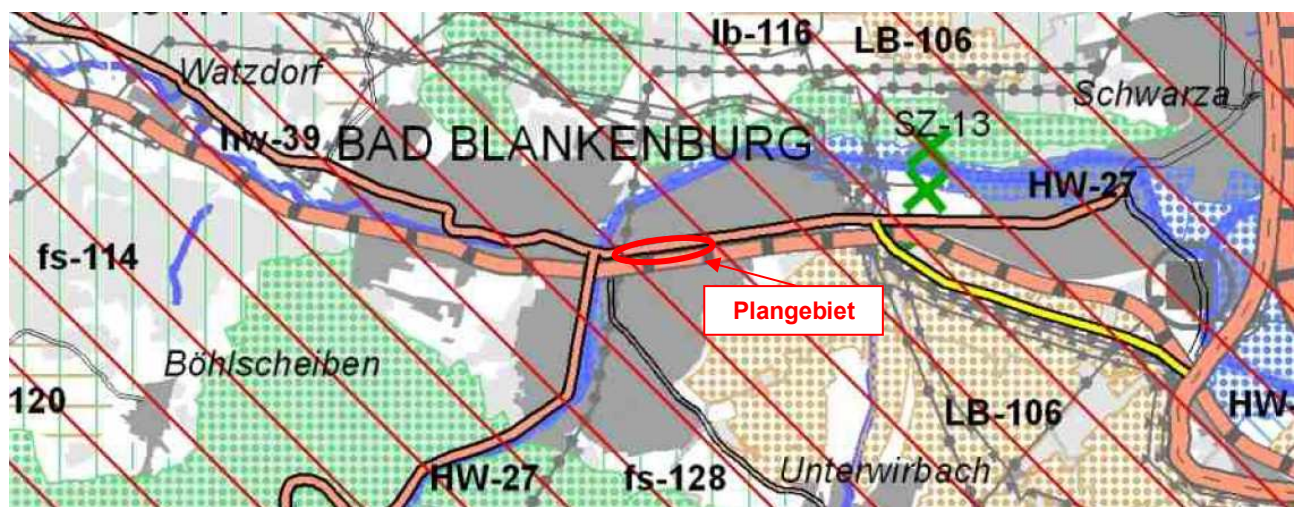 lb-116
LB-106
Watzdorf
Schwarza
SZ-13
hw-39
BAD BLANKENBURG
HW-27
fs-114
Plangebiet
Böhlscheiben
120
LB-106
HW-
HW-27
fs-128
Unterwirbach